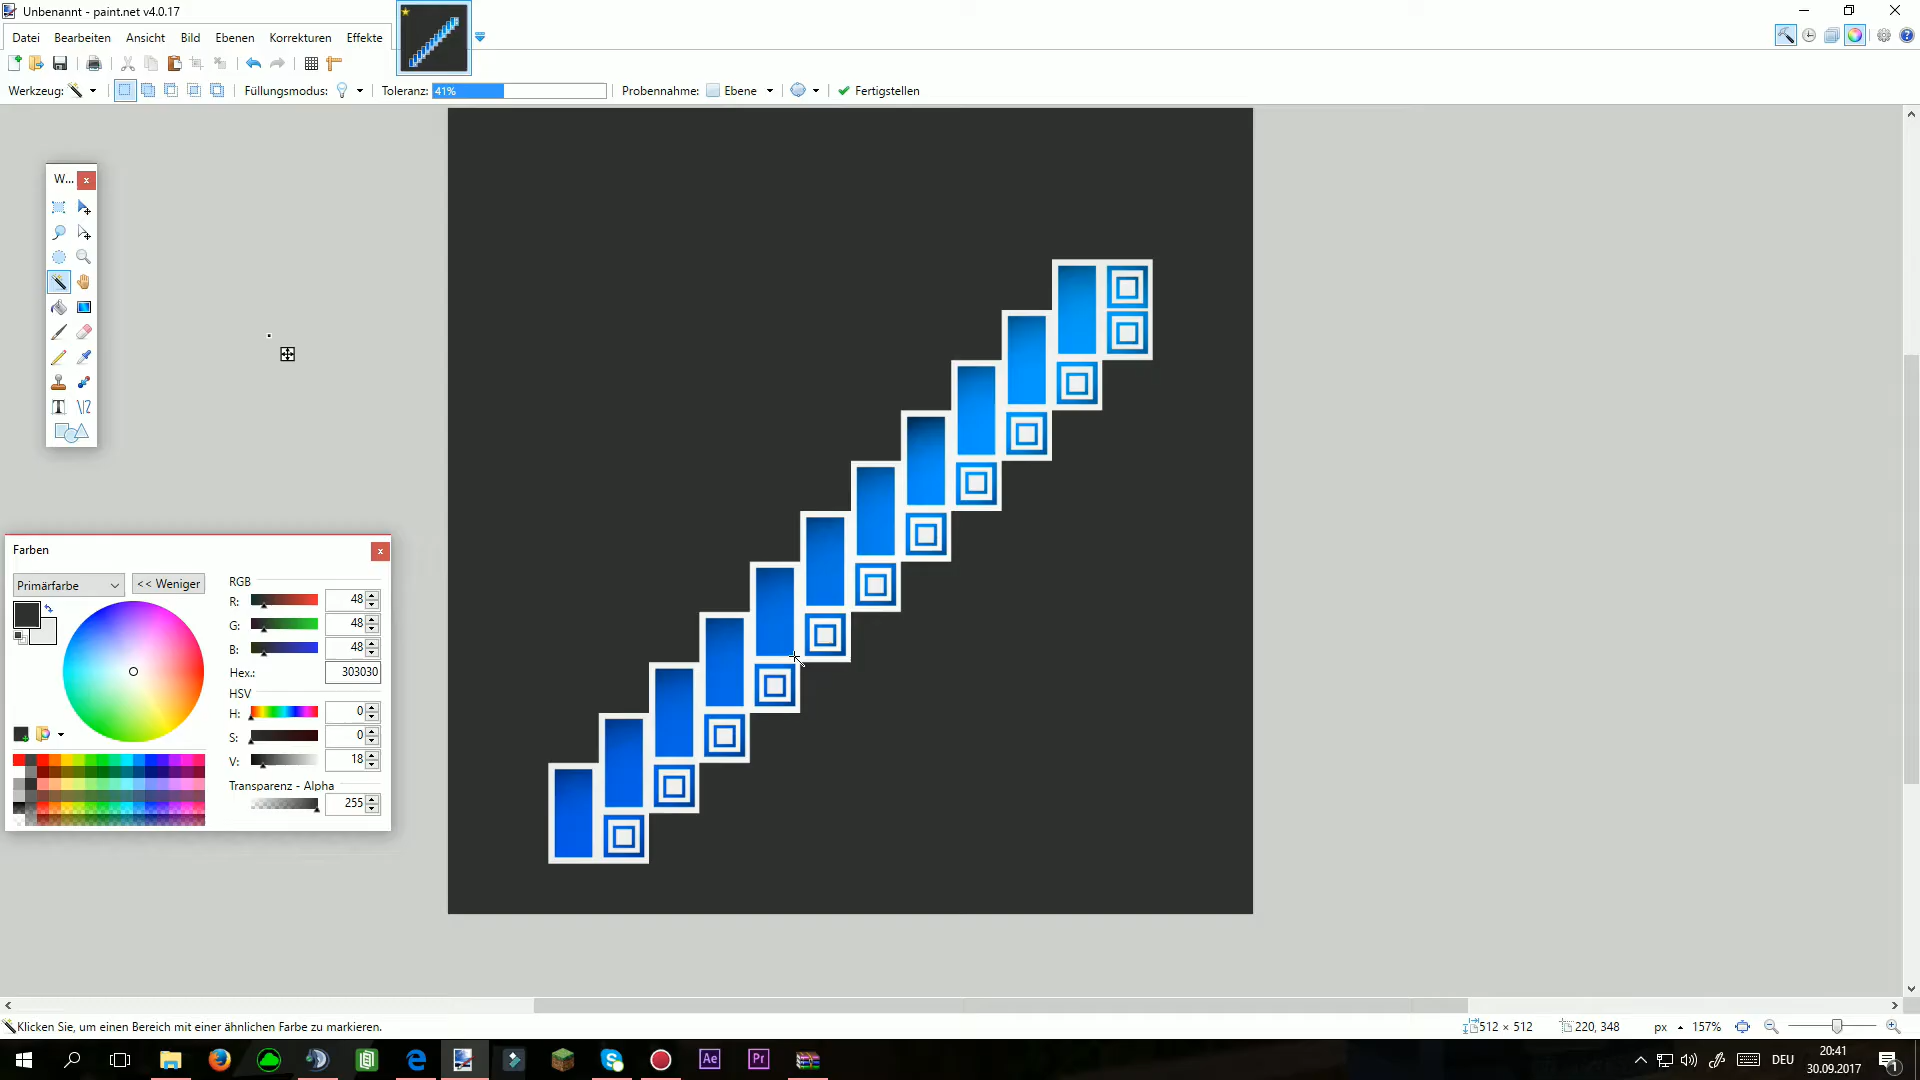 Unbenannt - paint.net v4.0.17
Datei Bearbeiten Ansicht Bild Ebenen Korrekturen Effekte
Werkzeug: Füllungsmodus: Toleranz: 41% Probennahme: Ebene Fertigstellen
W...
Farben
Primärfarbe << Weniger
RGB
R: 48
G: 48
B: 48
Hex.: 303030
HSV
H: 0
S: 0
V: 18
Transparenz - Alpha
255
Klicken Sie, um einen Bereich mit einer ähnlichen Farbe zu markieren. 512 × 512 220, 348 px 157%
Ae Pr DEU 20:41
30.09.2017 1